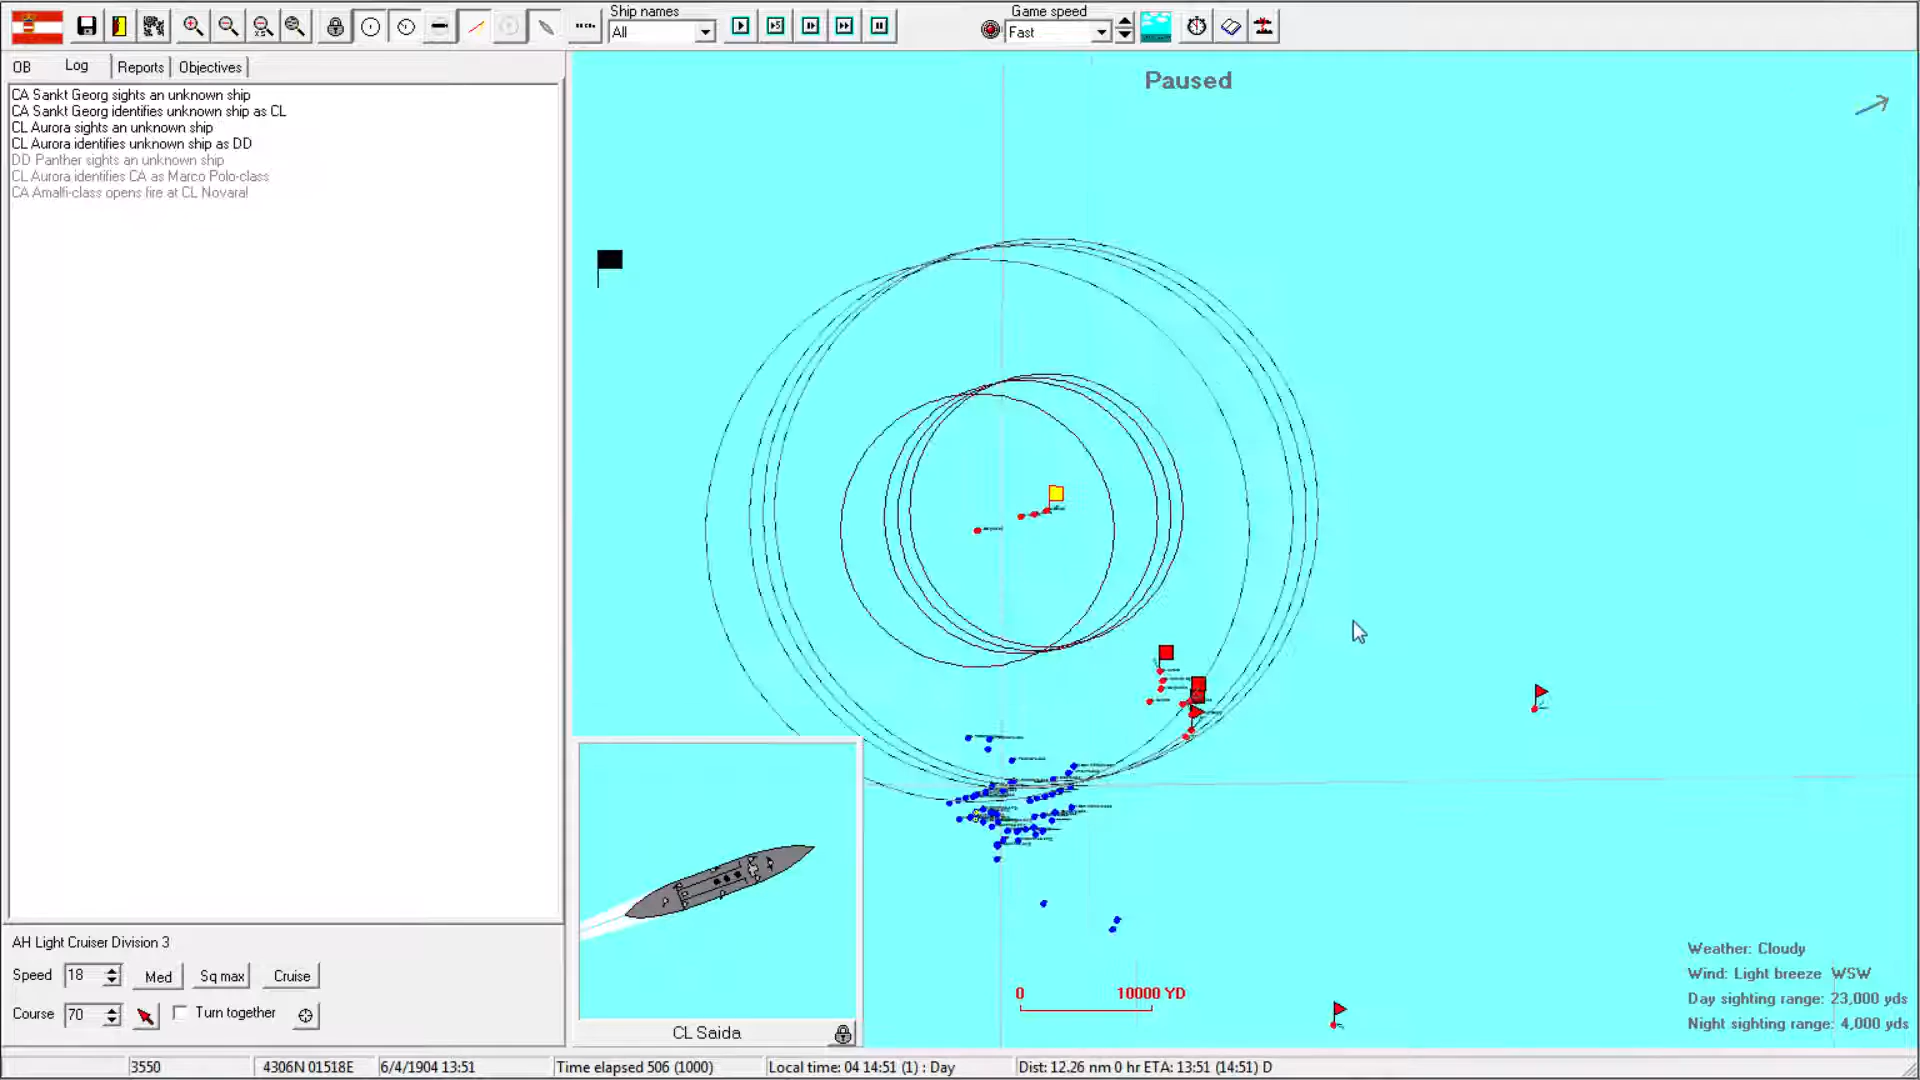 Ship names
Game speed
All
Fast
OB
Log
Reports
Objectives
Paused
CA Sankt Georg sights an unknown ship
CA Sankt Georg identifies unknown ship as CL
CL Aurora sights an unknown ship
CL Aurora identifies unknown ship as DD
DD Panther sights an unknown ship
CL Aurora identifies CA as Marco Polo-class
CA Amalfi-class opens fire at CL Novara!
AH Light Cruiser Division 3
Speed 18 Med Sq max Cruise
Course 70 Turn together
CL Saida
0 10000 YD
Weather: Cloudy
Wind: Light breeze WSW
Day sighting range: 23,000 yds
Night sighting range: 4,000 yds
3550 4306N 01518E 6/4/1904 13:51 Time elapsed 506 (1000) Local time: 04 14:51 (1) : Day Dist: 12.26 nm 0 hr ETA: 13:51 (14:51) D